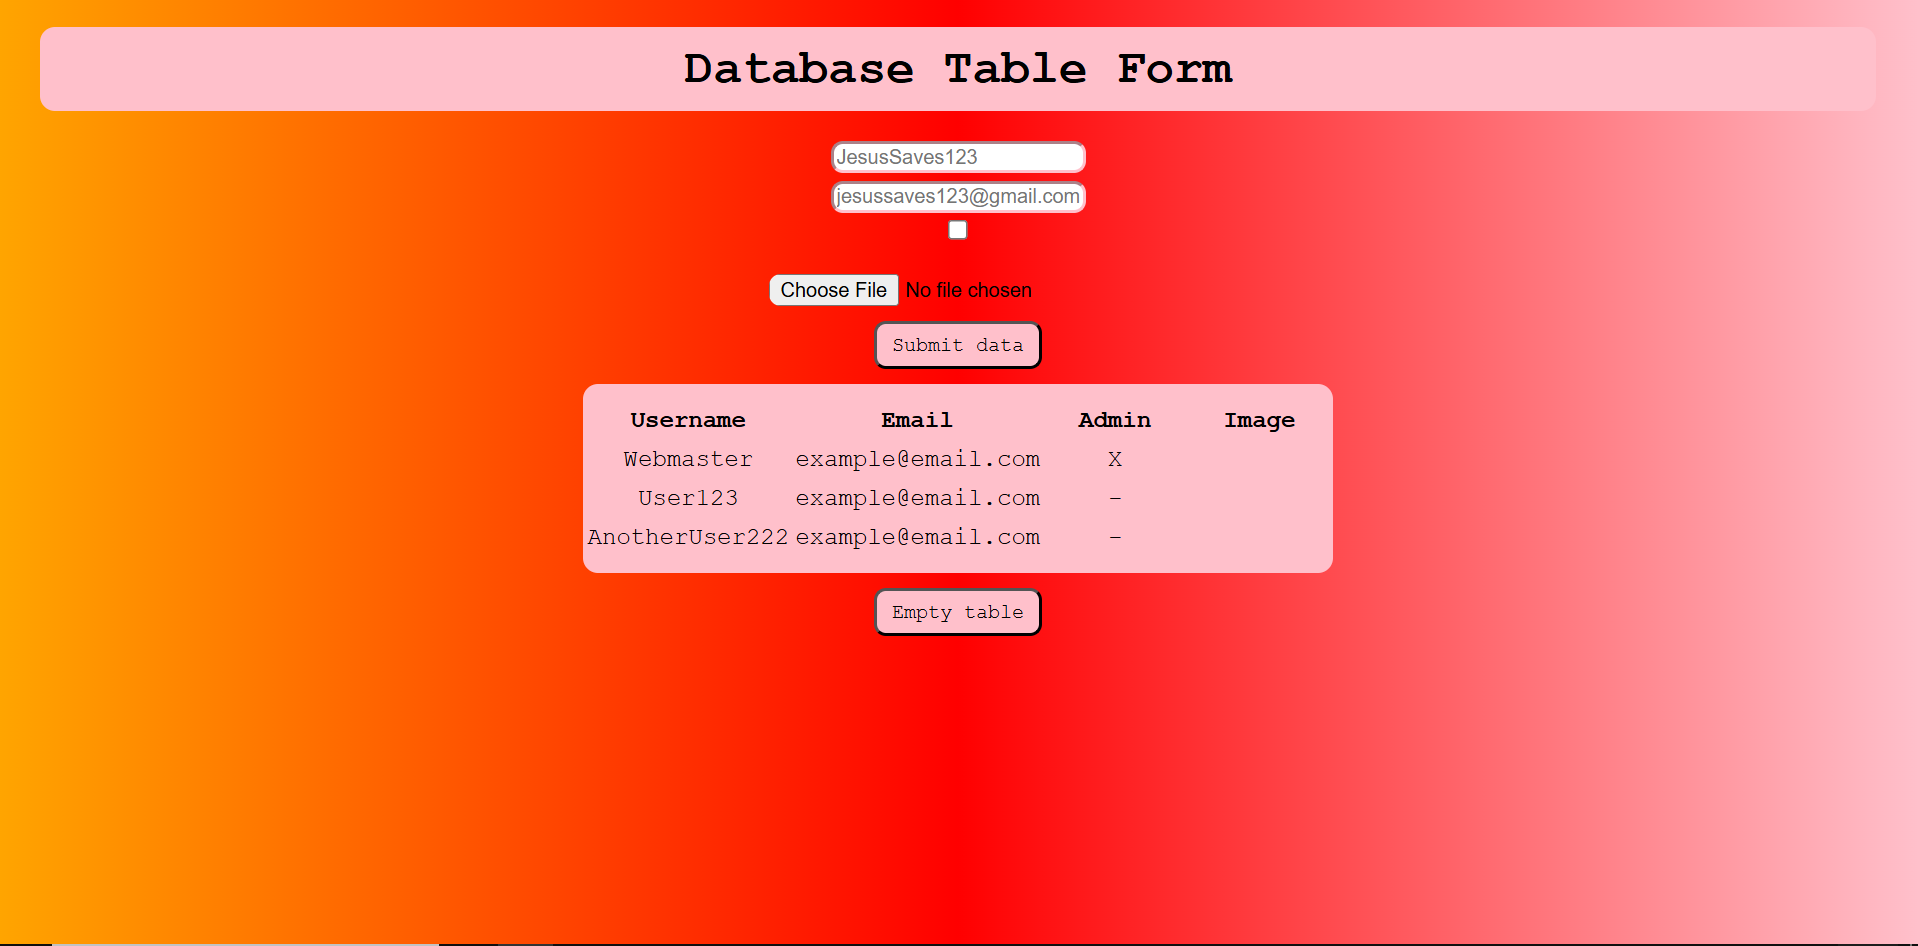 Database Table Form
JesusSaves123
jesussaves123@gmail.com
Choose File No file chosen
Submit data
Username Email Admin Image
Webmaster example@email.com X
User123 example@email.com -
AnotherUser222 example@email.com -
Empty table